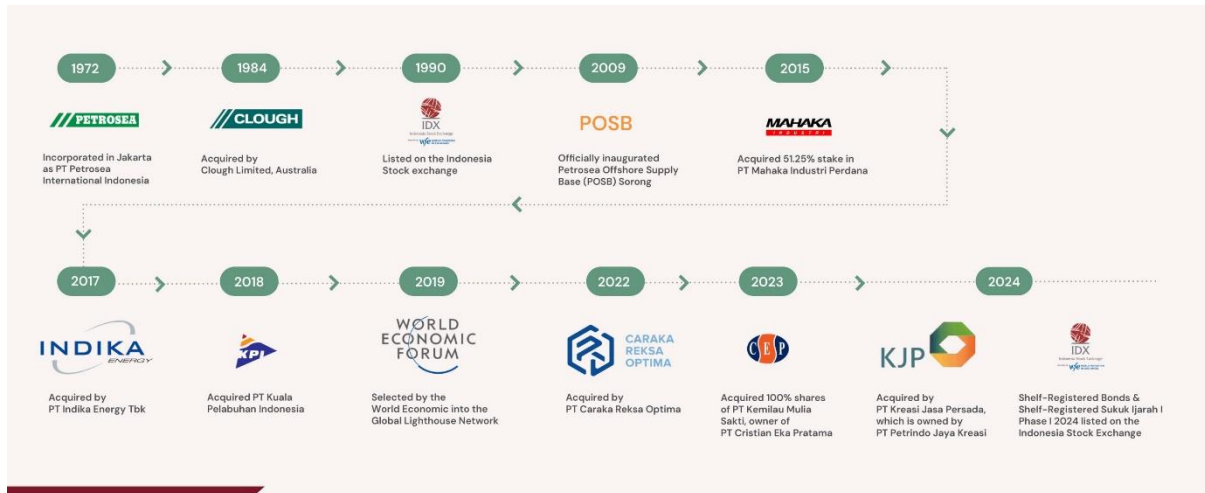 1972
1984
1990
2009
2015
PETROSEA
CLOUGH
IDX
Indonesia Stock Exchange
POSB
MAHAKA
INDUSTRI
Incorporated in Jakarta
as PT Petrosea
International Indonesia
Acquired by
Clough Limited, Australia
Listed on the Indonesia
Stock exchange
Officially inaugurated
Petrosea Offshore Supply
Base (POSB) Sorong
Acquired 51.25% stake in
PT Mahaka Industri Perdana
2017
2018
2019
2022
2023
2024
INDIKA
ENERGY
KPI
WORLD
ECONOMIC
FORUM
CARAKA
REKSA
OPTIMA
CEP
KJP
IDX
Indonesia Stock Exchange
Acquired by
PT Indika Energy Tbk
Acquired PT Kuala
Pelabuhan Indonesia
Selected by the
World Economic into the
Global Lighthouse Network
Acquired by
PT Caraka Reksa Optima
Acquired 100% shares
of PT Kemilau Mulia
Sakti, owner of
PT Cristian Eka Pratama
Acquired by
PT Kreasi Jasa Persada,
which is owned by
PT Petrindo Jaya Kreasi
Shelf-Registered Bonds &
Shelf-Registered Sukuk Ijarah I
Phase I 2024 listed on the
Indonesia Stock Exchange